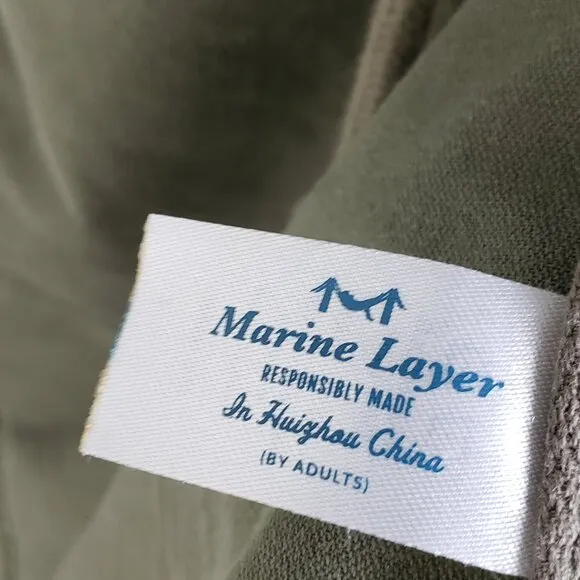 Marine Layer
RESPONSIBLY MADE
In Huizhou China
(BY ADULTS)